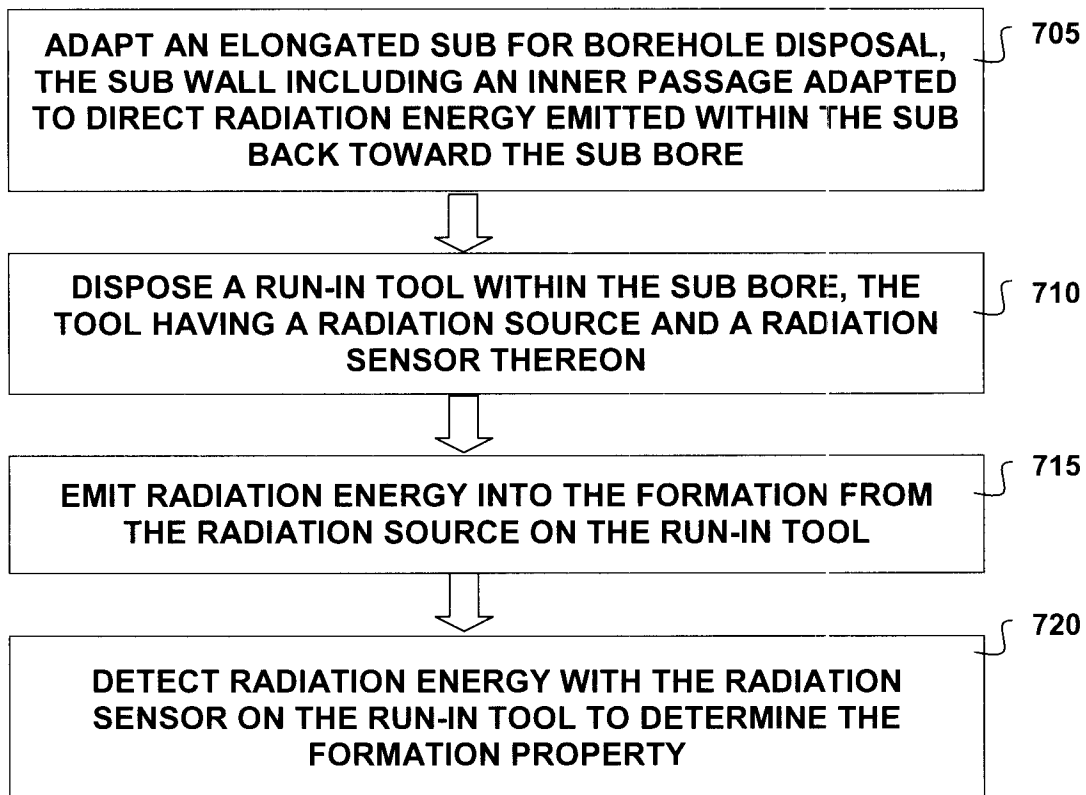 ADAPT AN ELONGATED SUB FOR BOREHOLE DISPOSAL,
THE SUB WALL INCLUDING AN INNER PASSAGE ADAPTED
TO DIRECT RADIATION ENERGY EMITTED WITHIN THE SUB
BACK TOWARD THE SUB BORE
705
DISPOSE A RUN-IN TOOL WITHIN THE SUB BORE, THE
TOOL HAVING A RADIATION SOURCE AND A RADIATION
SENSOR THEREON
710
EMIT RADIATION ENERGY INTO THE FORMATION FROM
THE RADIATION SOURCE ON THE RUN-IN TOOL
715
DETECT RADIATION ENERGY WITH THE RADIATION
SENSOR ON THE RUN-IN TOOL TO DETERMINE THE
FORMATION PROPERTY
720